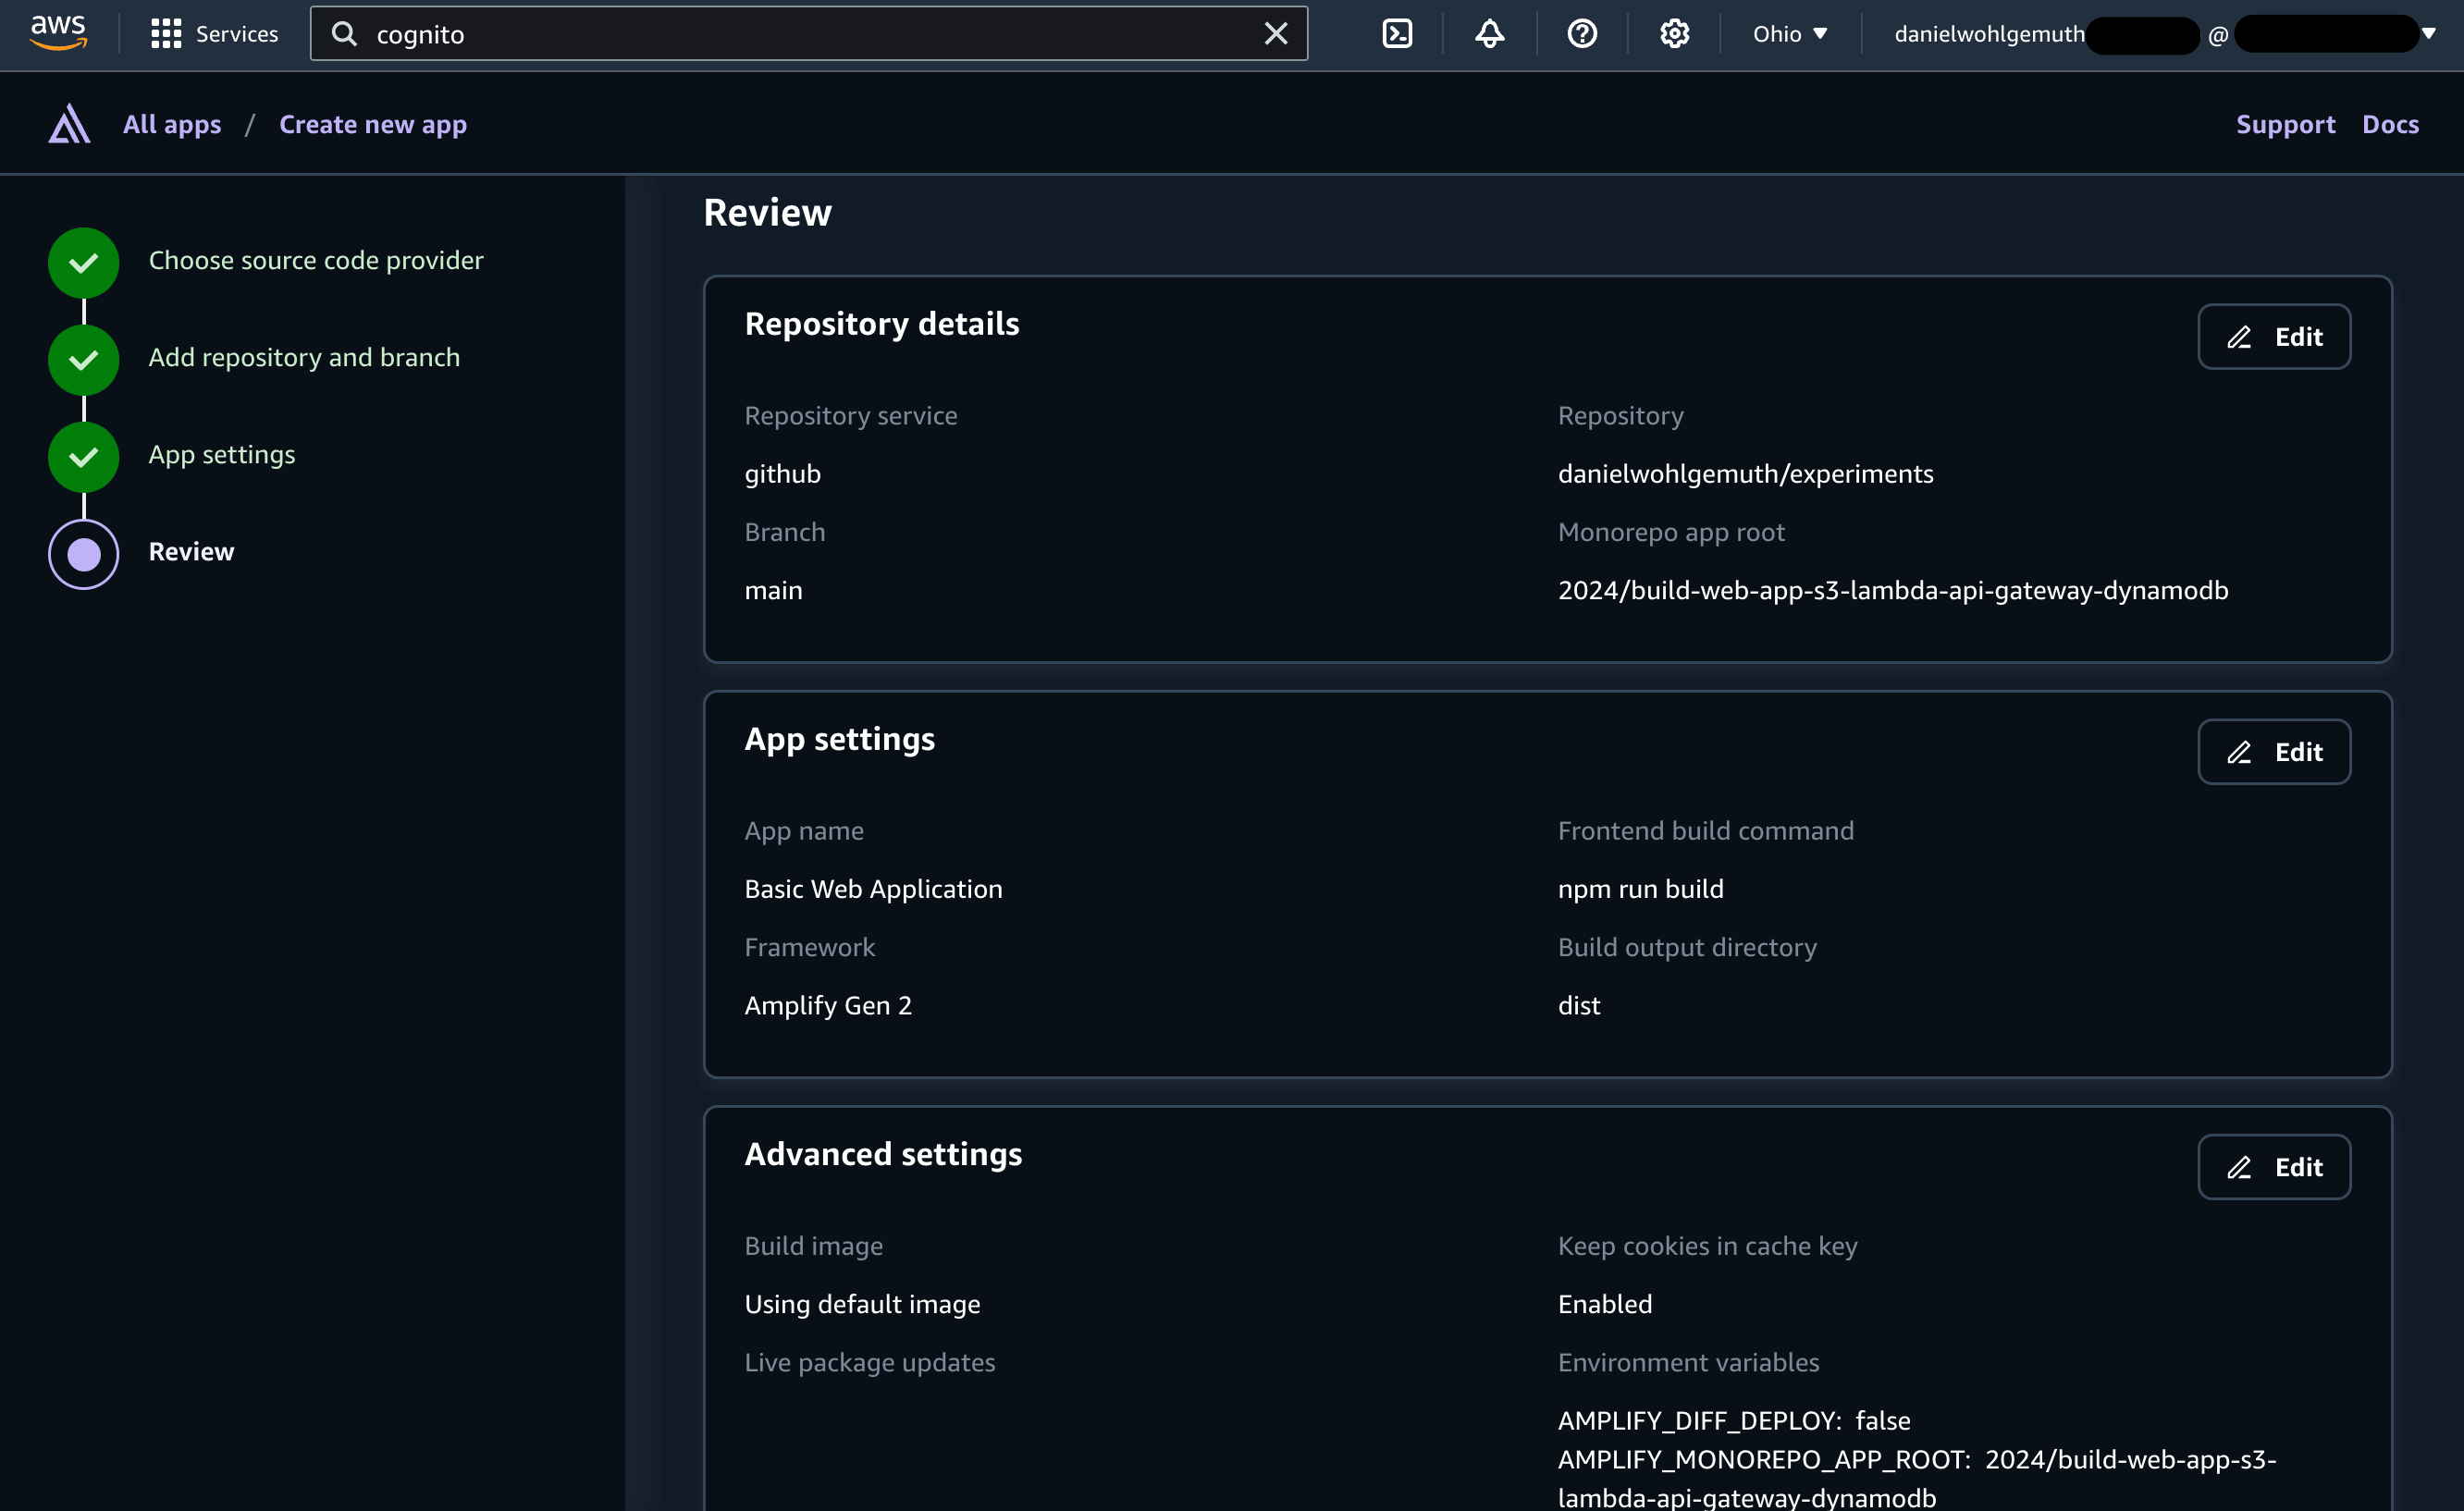 aws Services cognito Ohio danielwohlgemuth @
All apps / Create new app Support Docs
Choose source code provider
Add repository and branch
App settings
Review
Review
Repository details Edit
Repository service Repository
github danielwohlgemuth/experiments
Branch Monorepo app root
main 2024/build-web-app-s3-lambda-api-gateway-dynamodb
App settings Edit
App name Frontend build command
Basic Web Application npm run build
Framework Build output directory
Amplify Gen 2 dist
Advanced settings Edit
Build image Keep cookies in cache key
Using default image Enabled
Live package updates Environment variables
AMPLIFY_DIFF_DEPLOY: false
AMPLIFY_MONOREPO_APP_ROOT: 2024/build-web-app-s3-
lambda-api-gateway-dynamodb